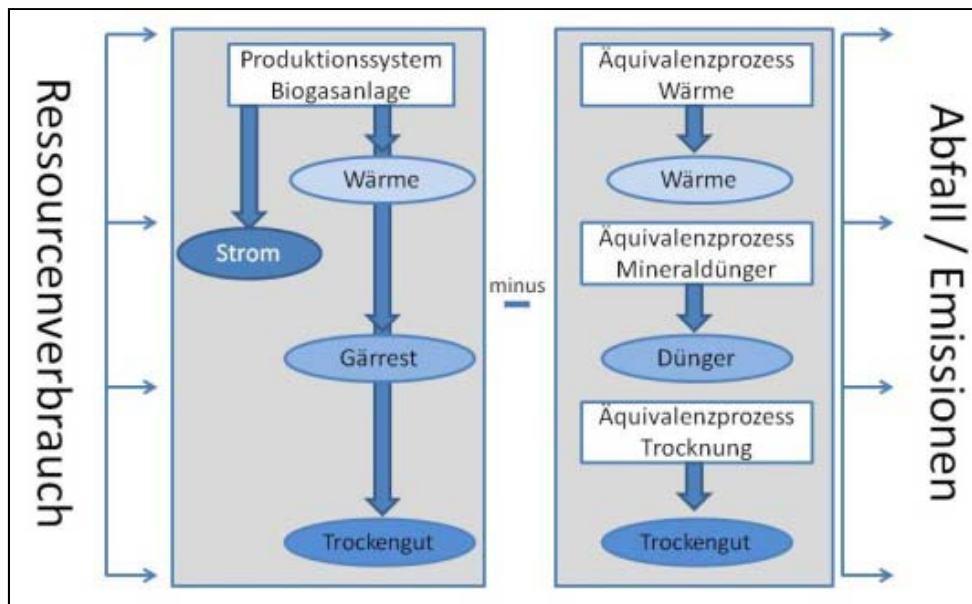 Ressourcenverbrauch
Produktionssystem
Biogasanlage
Wärme
Strom
Gärrest
Trockengut
minus
Äquivalenzprozess
Wärme
Wärme
Äquivalenzprozess
Mineraldünger
Dünger
Äquivalenzprozess
Trocknung
Trockengut
Abfall / Emissionen